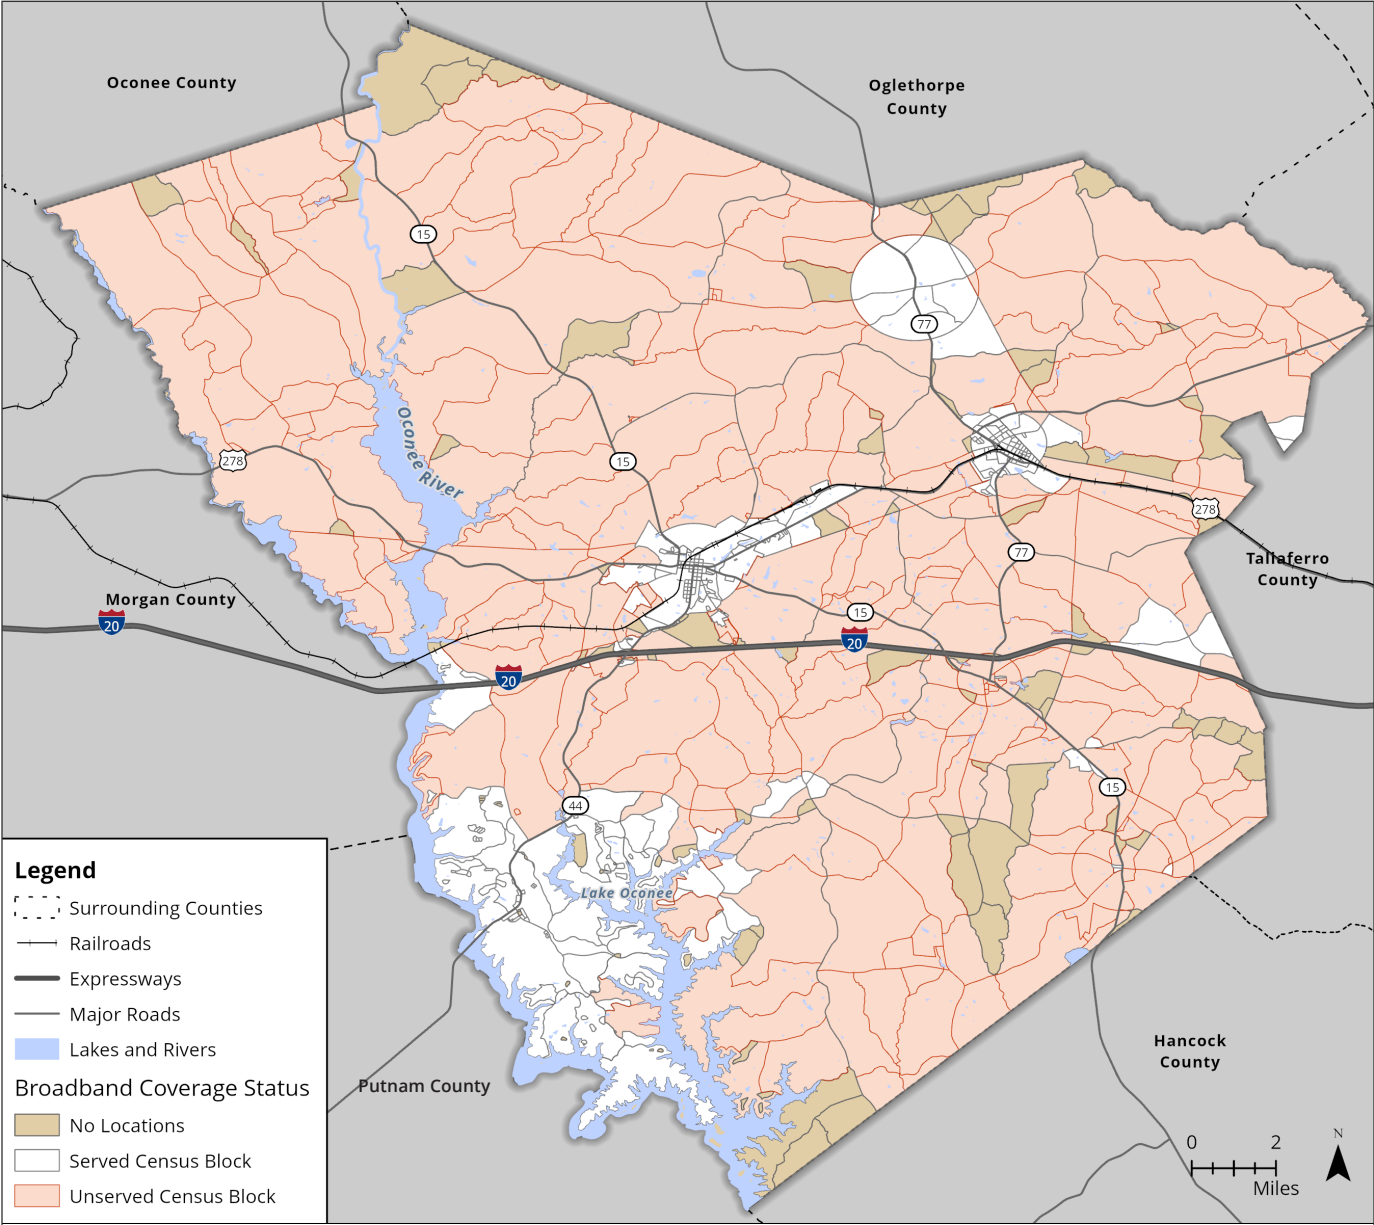 Oconee County
Oglethorpe
County
15
77
Oconee River
278
15
278
77
Tallaferro
County
Morgan County
20
15
20
20
44
15
Lake Oconee
Hancock
County
Putnam County
Legend
Surrounding Counties
Railroads
Expressways
Major Roads
Lakes and Rivers
Broadband Coverage Status
No Locations
Served Census Block
Unserved Census Block
N
0 2
Miles